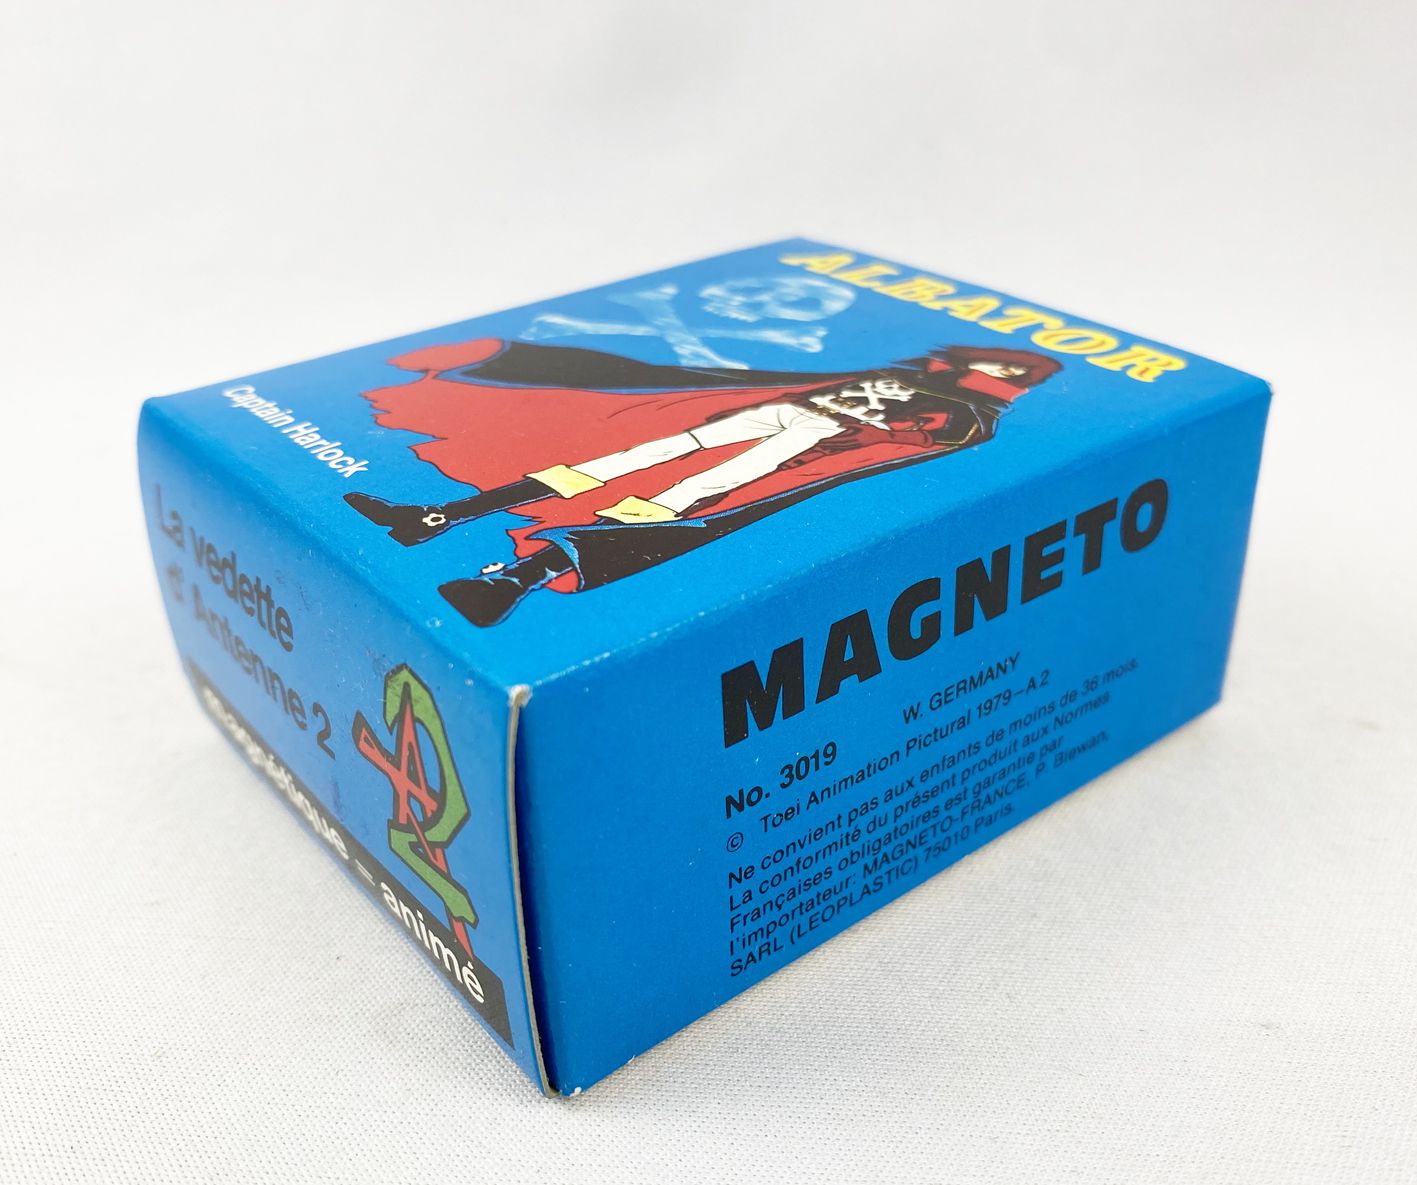 ALBATOR
Captain Harlock
La vedette
d'Antenne 2
A2
magnétique = animé
MAGNETO
W. GERMANY
No. 3019
© Toei Animation Pictural 1979-A2
Ne convient pas aux enfants de moins de 36 mois.
La conformité du présent produit aux Normes
Françaises obligatoires est garantie par
l'importateur: MAGNETO-FRANCE, P. Biewan,
SARL (LEOPLASTIC) 75010 Paris.